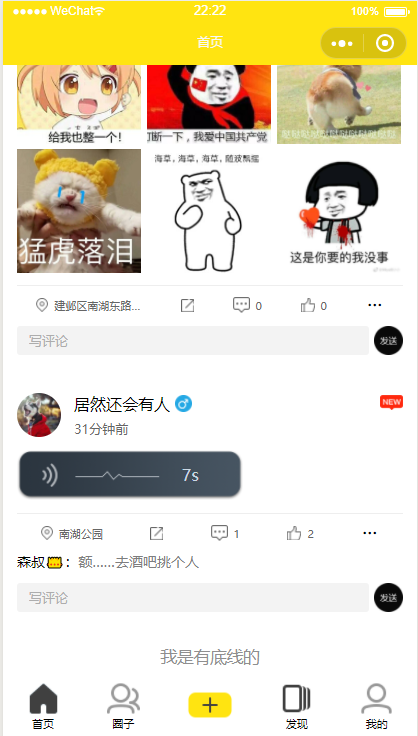 WeChat
22:22
100%
首页
给我也整一个!
打断一下，我爱中国共产党
猛虎落泪
海草，海草，海草，随波飘摇
这是你要的我没事
建邺区南湖东路...
0
0
写评论
发送
居然还会有人
NEW
31分钟前
7s
南湖公园
1
2
森叔：额......去酒吧挑个人
写评论
发送
我是有底线的
首页
圈子
发现
我的